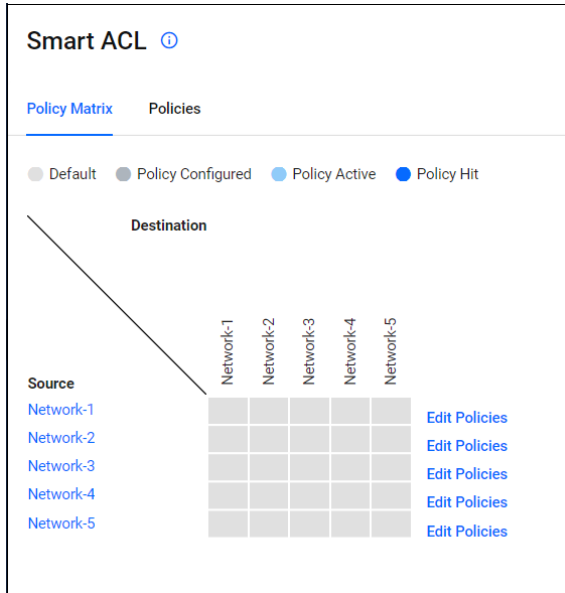 Smart ACL
Policy Matrix Policies
Default Policy Configured Policy Active Policy Hit
Destination
Network-1
Network-2
Network-3
Network-4
Network-5
Source
Network-1 Edit Policies
Network-2 Edit Policies
Network-3 Edit Policies
Network-4 Edit Policies
Network-5 Edit Policies